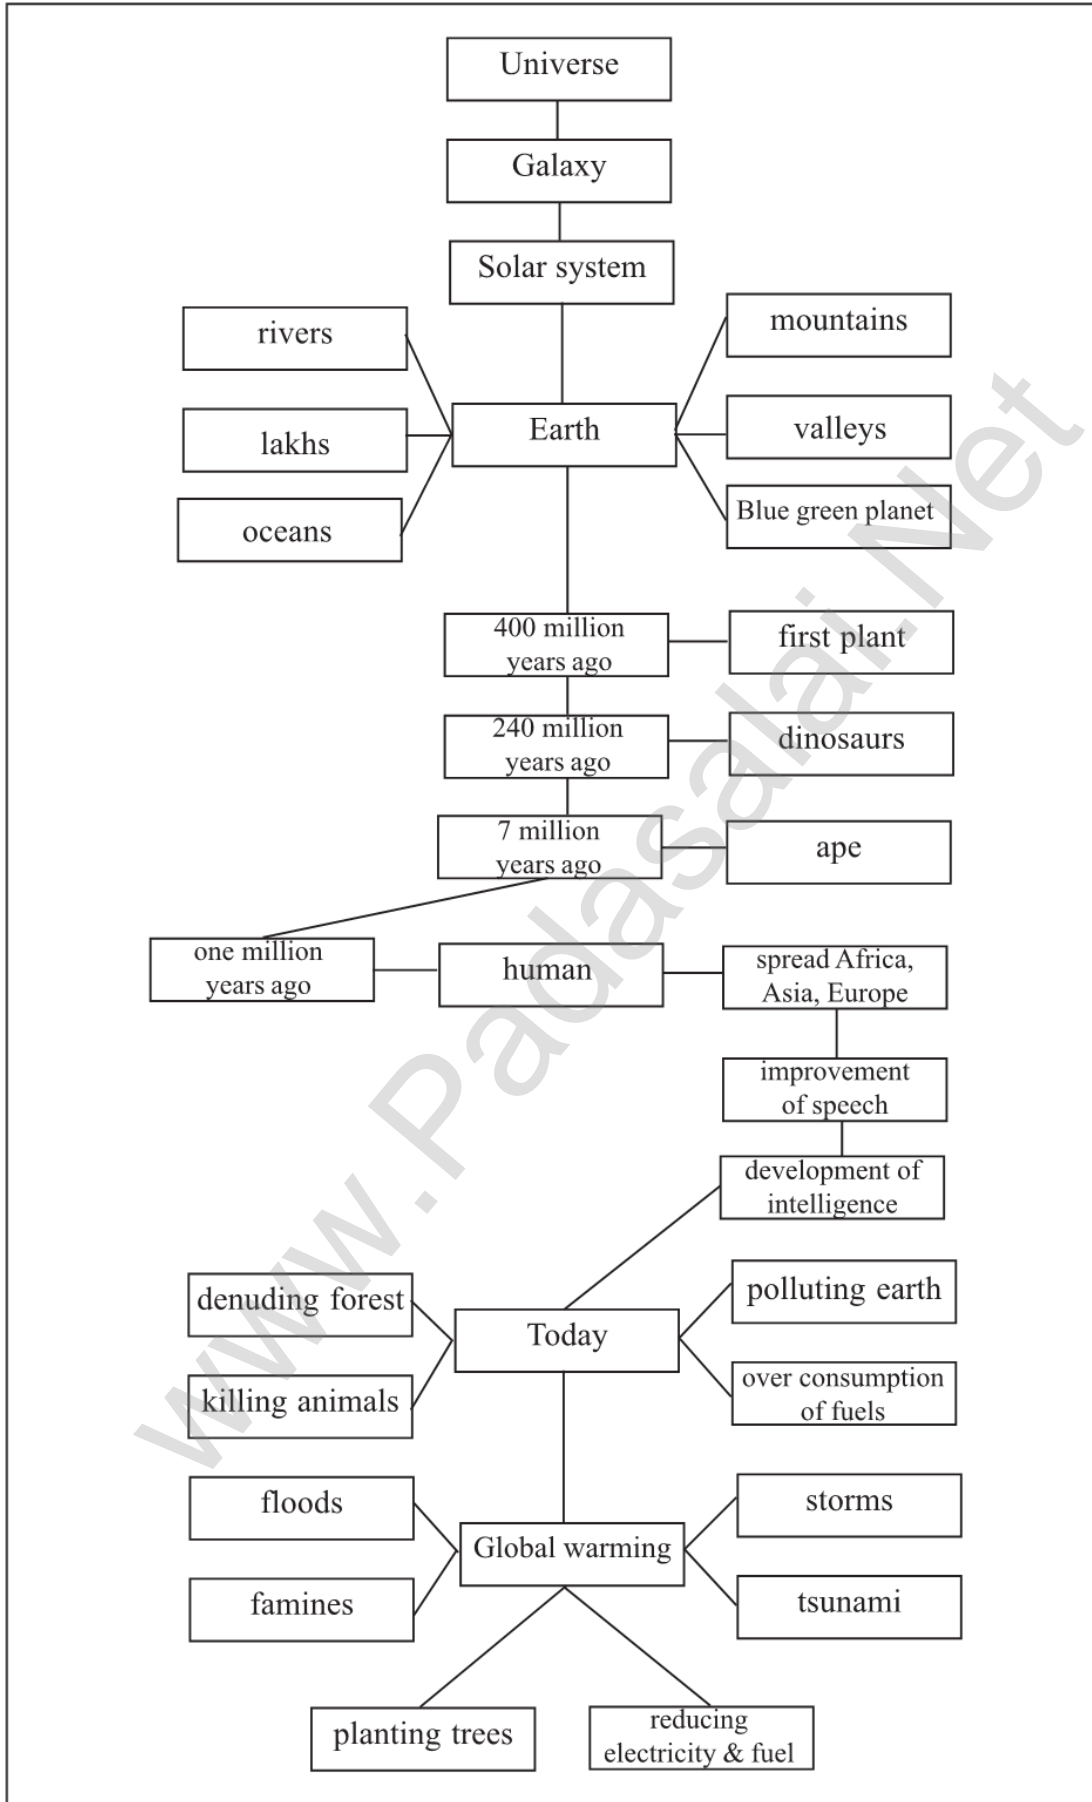 Universe
Galaxy
Solar system
rivers
mountains
lakhs
Earth
valleys
oceans
Blue green planet
400 million
years ago
first plant
240 million
years ago
dinosaurs
7 million
years ago
ape
one million
years ago
human
spread Africa,
Asia, Europe
improvement
of speech
development of
intelligence
denuding forest
polluting earth
Today
killing animals
over consumption
of fuels
floods
storms
Global warming
famines
tsunami
planting trees
reducing
electricity & fuel
www.Padasalai.Net